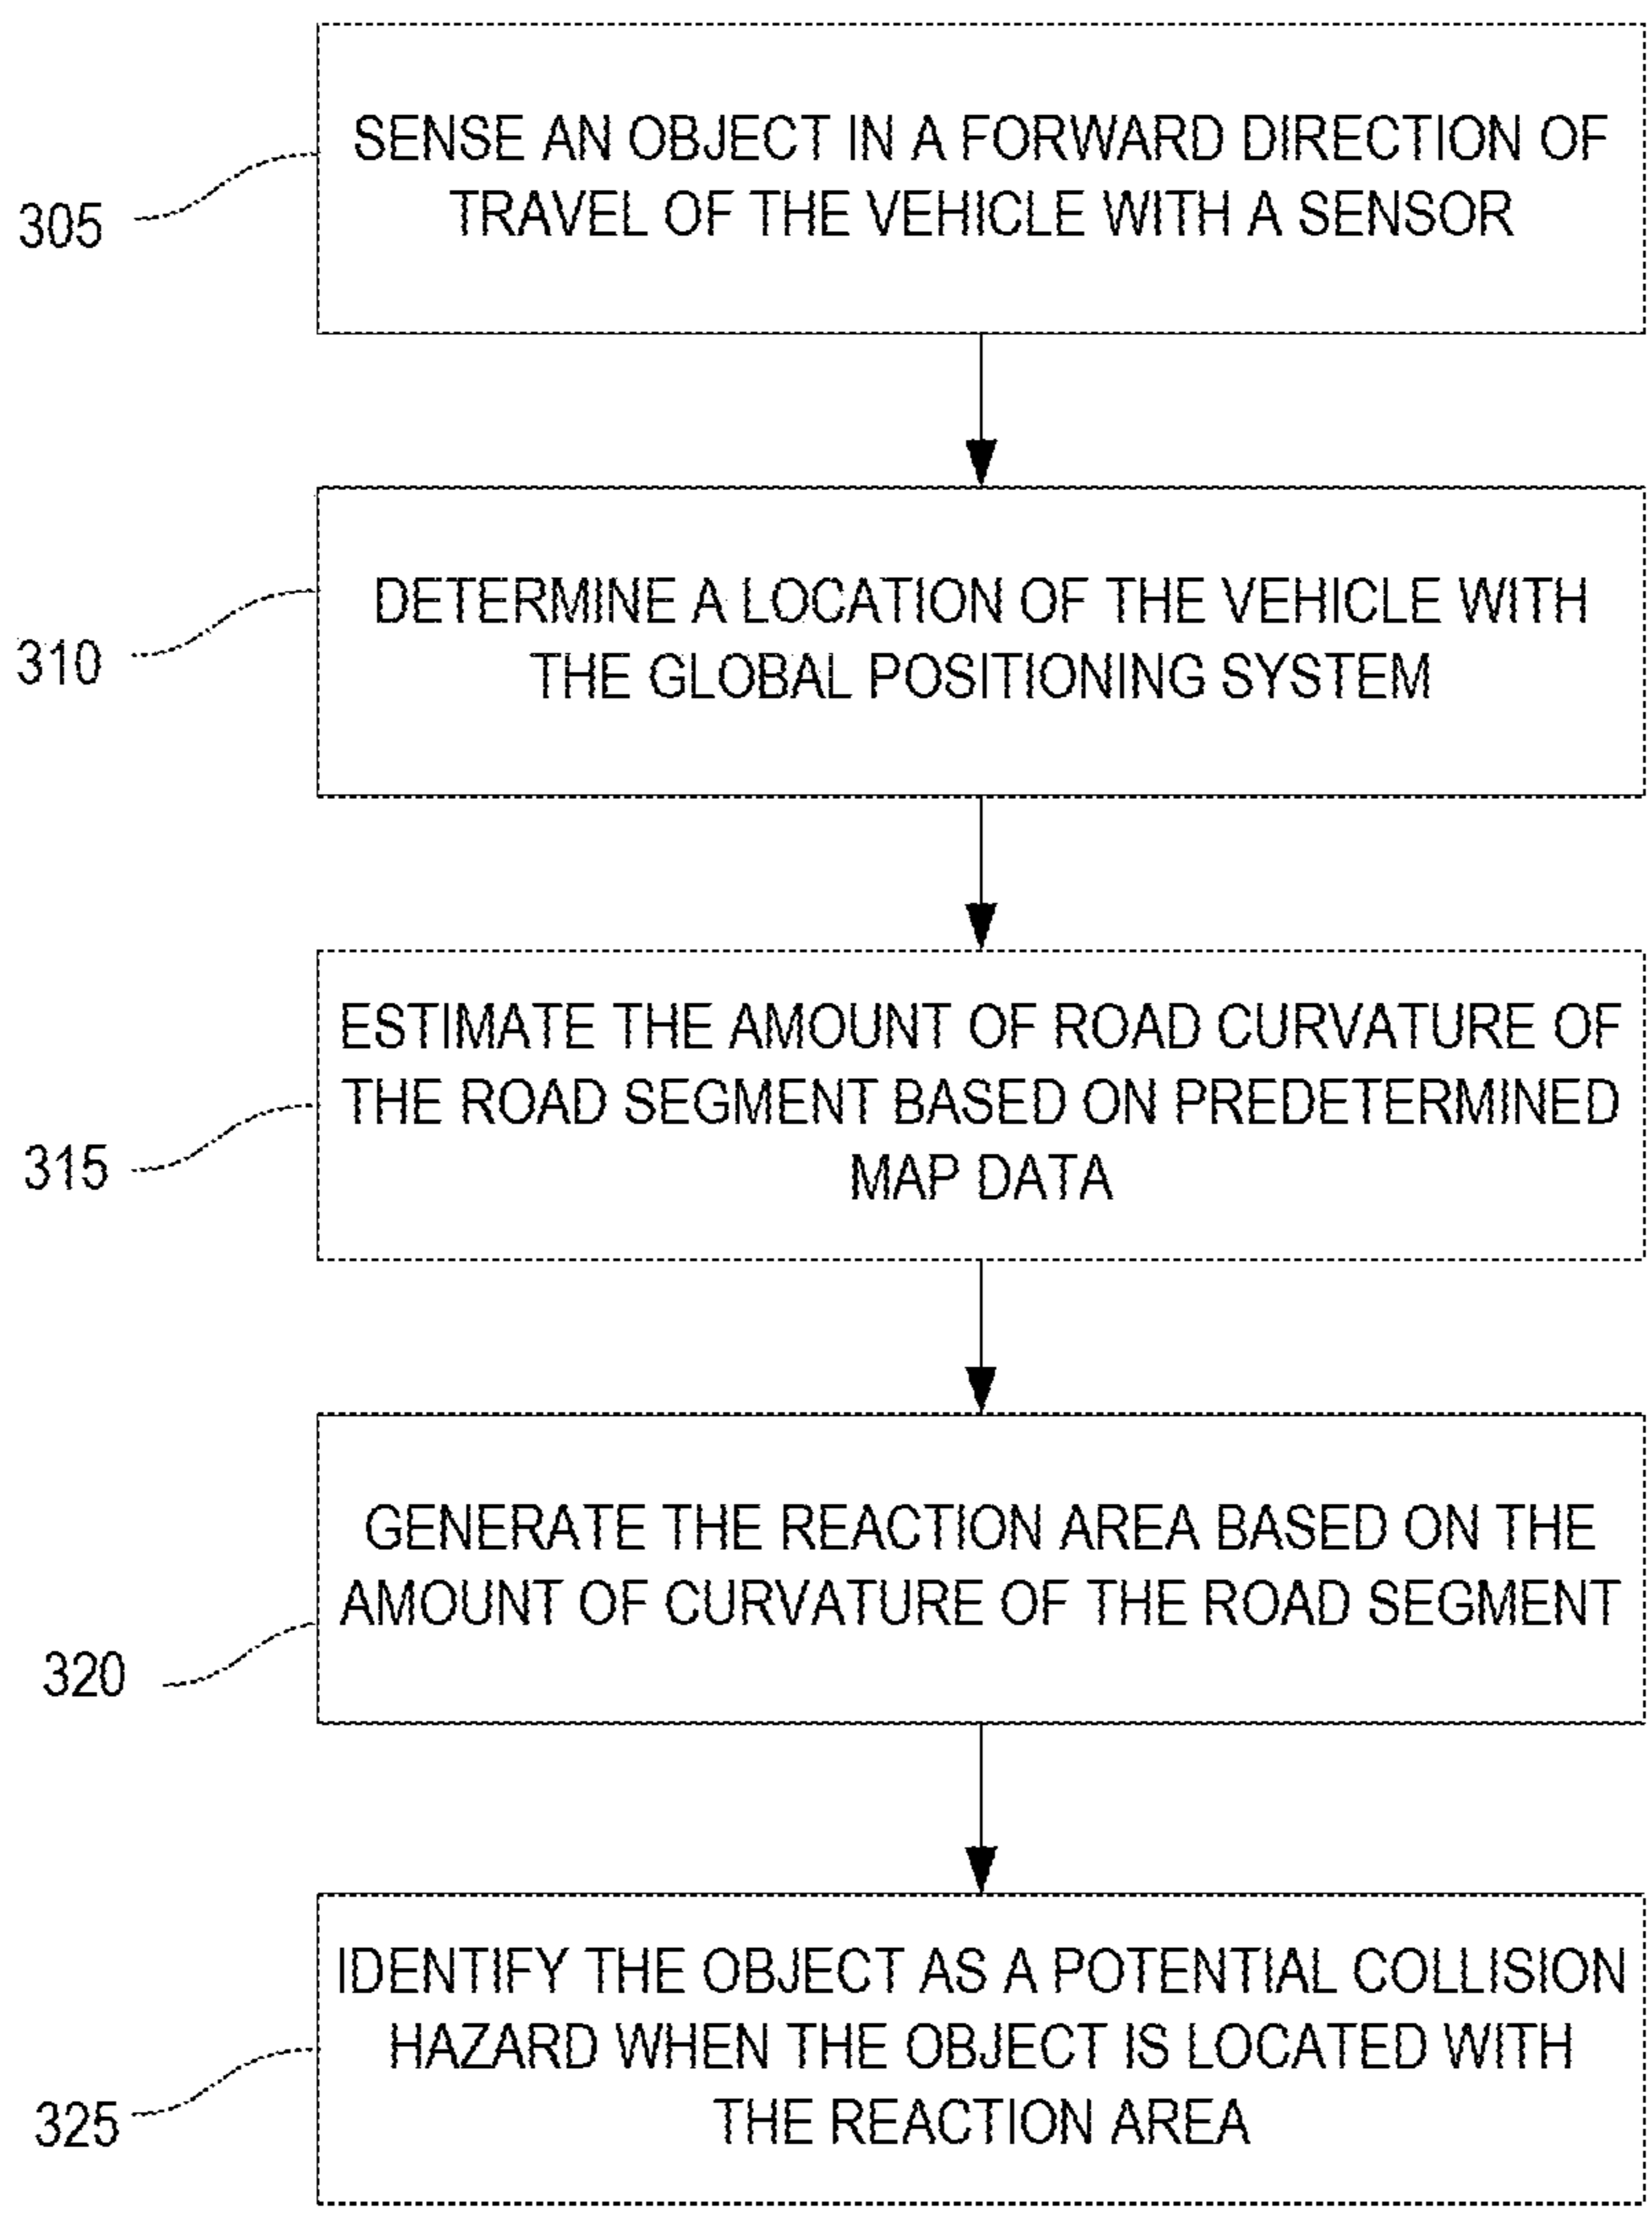 305
SENSE AN OBJECT IN A FORWARD DIRECTION OF
TRAVEL OF THE VEHICLE WITH A SENSOR
310
DETERMINE A LOCATION OF THE VEHICLE WITH
THE GLOBAL POSITIONING SYSTEM
315
ESTIMATE THE AMOUNT OF ROAD CURVATURE OF
THE ROAD SEGMENT BASED ON PREDETERMINED
MAP DATA
320
GENERATE THE REACTION AREA BASED ON THE
AMOUNT OF CURVATURE OF THE ROAD SEGMENT
325
IDENTIFY THE OBJECT AS A POTENTIAL COLLISION
HAZARD WHEN THE OBJECT IS LOCATED WITH
THE REACTION AREA